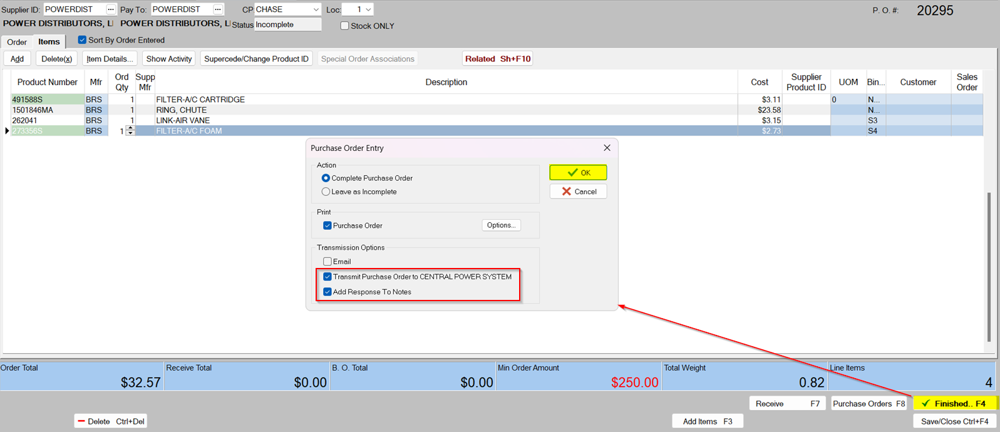 Supplier ID: POWERDIST ... Pay To: POWERDIST ... CP: CHASE Loc: 1 P. O. #: 20295
POWER DISTRIBUTORS, L POWER DISTRIBUTORS, L Status Incomplete Stock ONLY
Order Items Sort By Order Entered
Add Delete(x) Item Details... Show Activity Supercede/Change Product ID Special Order Associations Related Sh+F10
Product Number Mfr Ord Qty Supp Mfr Description Cost Supplier Product ID UOM Bin... Customer Sales Order
491588S BRS 1 FILTER-A/C CARTRIDGE $3.11 0 N...
1501846MA BRS 1 RING, CHUTE $23.58 N...
262041 BRS 1 LINK-AIR VANE $3.15 S3
273356S BRS 1 FILTER-A/C FOAM $2.73 S4
Purchase Order Entry
Action
Complete Purchase Order
Leave as Incomplete
OK
Cancel
Print
Purchase Order Options...
Transmission Options
Email
Transmit Purchase Order to CENTRAL POWER SYSTEM
Add Response To Notes
Order Total Receive Total B. O. Total Min Order Amount Total Weight Line Items
$32.57 $0.00 $0.00 $250.00 0.82 4
Receive F7 Purchase Orders F8 Finished.. F4
Delete Ctrl+Del Add Items F3 Save/Close Ctrl+F4